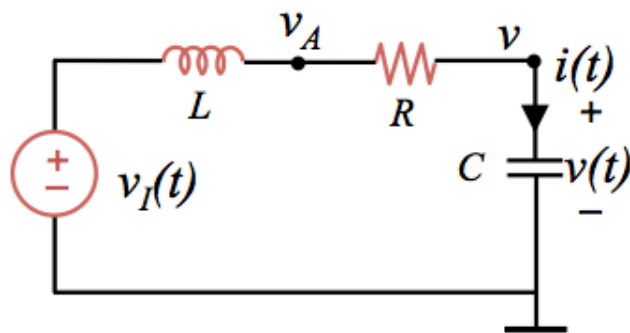 v_A v i(t)
L R +
+
− v_I(t) C v(t)
−